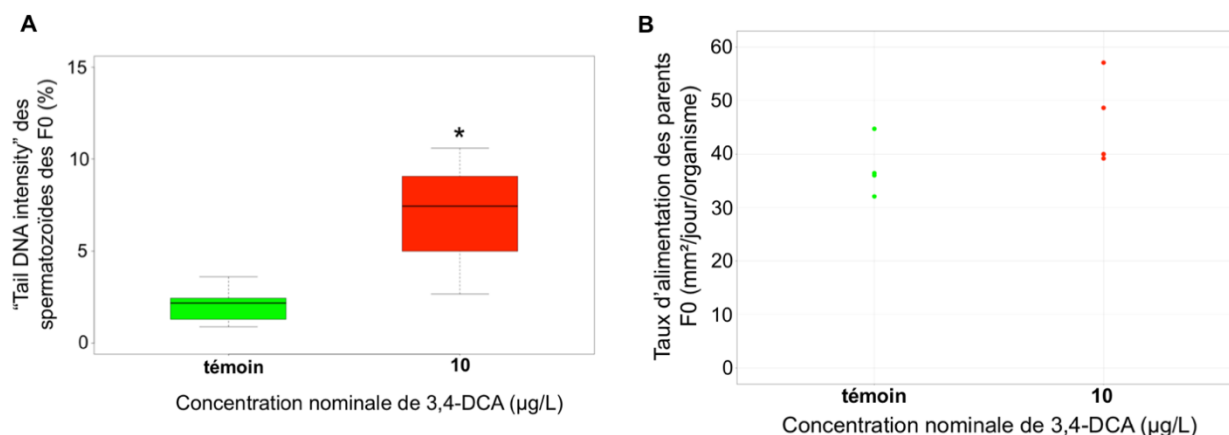 A
"Tail DNA intensity" des
spermatozoïdes des F0 (%)
15
10
5
0
*
témoin
10
Concentration nominale de 3,4-DCA (µg/L)
B
Taux d'alimentation des parents
F0 (mm²/jour/organisme)
60
50
40
30
20
10
0
témoin
10
Concentration nominale de 3,4-DCA (µg/L)